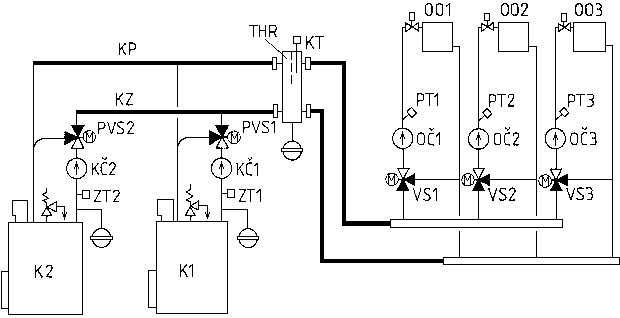 OO1 OO2 OO3
THR
KT
KP
KZ
PT1 PT2 PT3
PVS2 M PVS1 M
OČ1 OČ2 OČ3
KČ2 KČ1
M M M
ZT2 ZT1 VS1 VS2 VS3
K2 K1